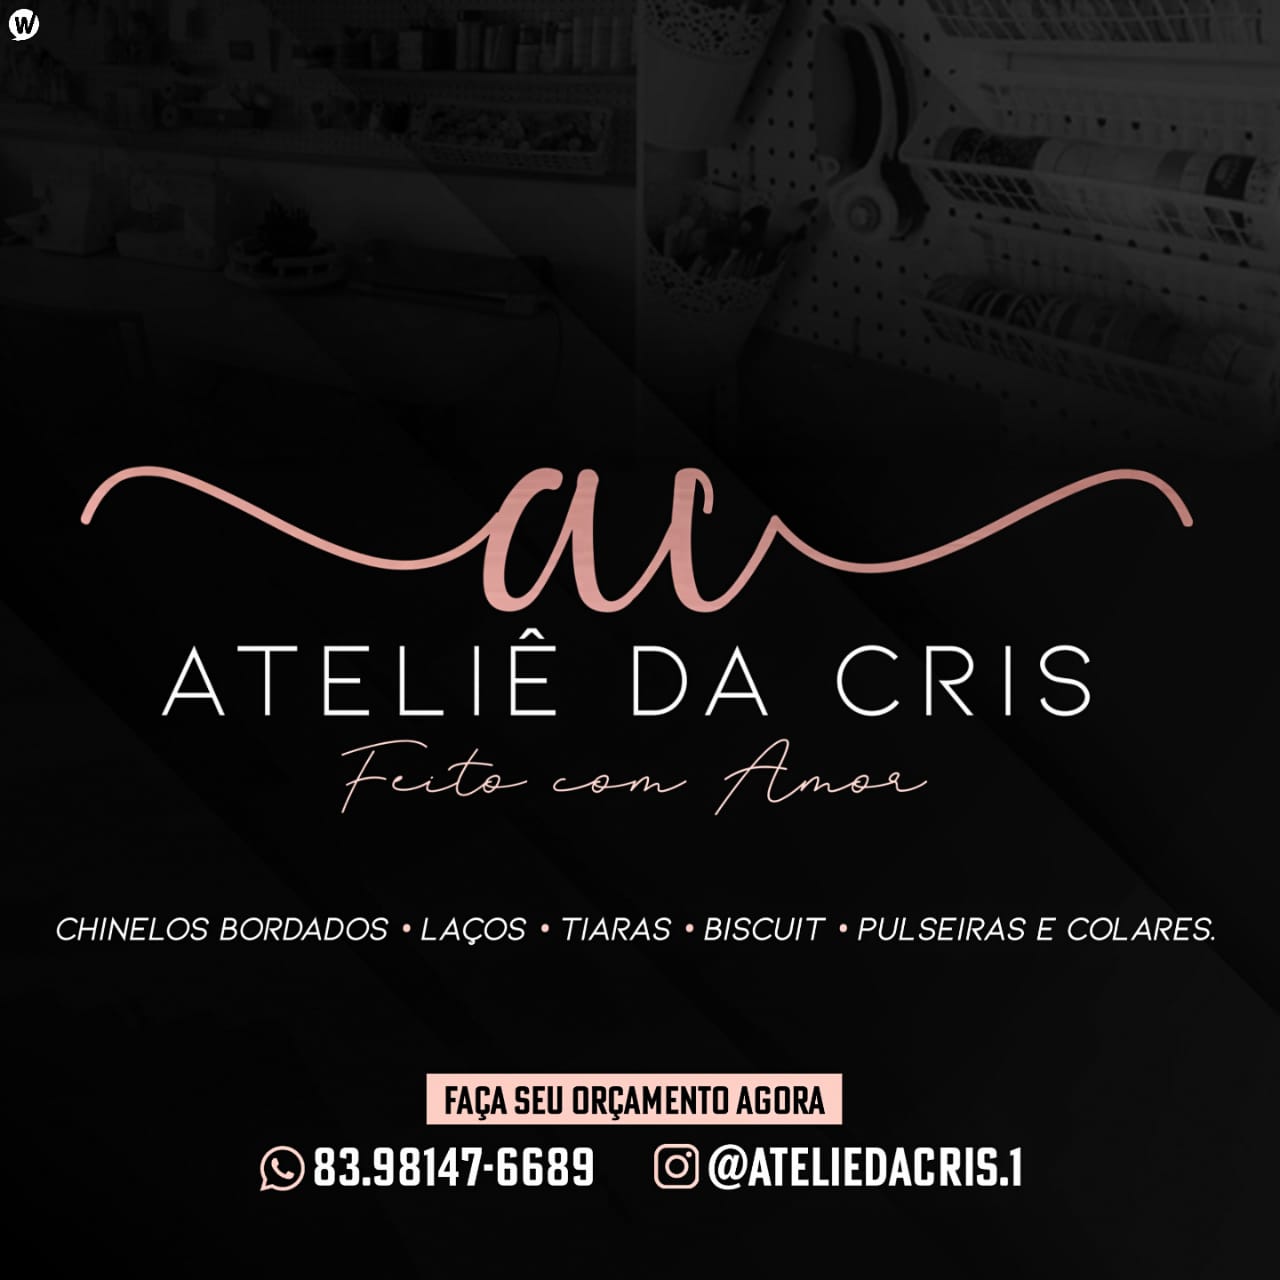 W
ac
ATELIÊ DA CRIS
Feito com Amor
CHINELOS BORDADOS • LAÇOS • TIARAS • BISCUIT • PULSEIRAS E COLARES.
FAÇA SEU ORÇAMENTO AGORA
83.98147-6689 @ATELIEDACRIS.1